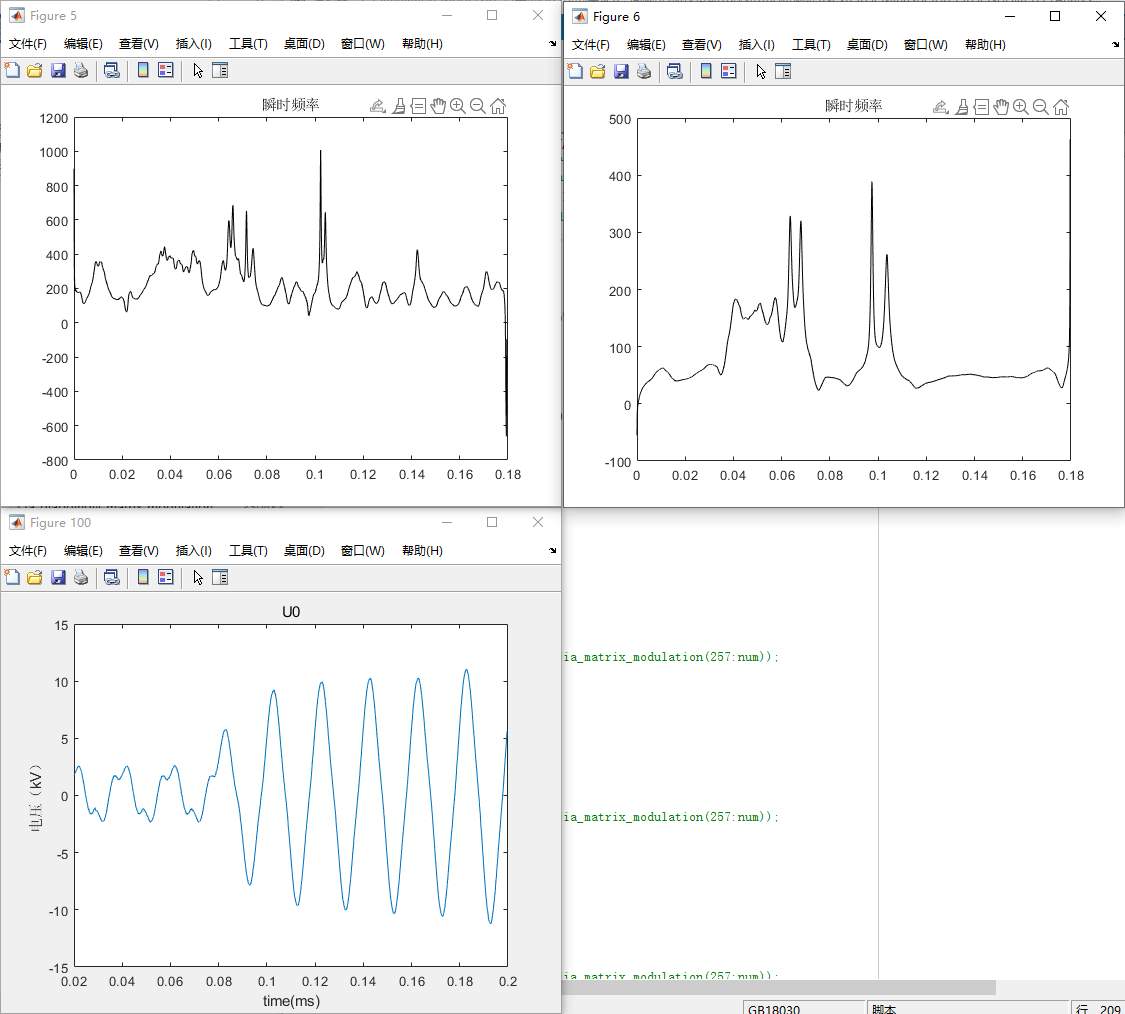 Figure 5
文件(F) 编辑(E) 查看(V) 插入(I) 工具(T) 桌面(D) 窗口(W) 帮助(H)
瞬时频率
1200
1000
800
600
400
200
0
-200
-400
-600
-800
0 0.02 0.04 0.06 0.08 0.1 0.12 0.14 0.16 0.18
Figure 6
文件(F) 编辑(E) 查看(V) 插入(I) 工具(T) 桌面(D) 窗口(W) 帮助(H)
瞬时频率
500
400
300
200
100
0
-100
0 0.02 0.04 0.06 0.08 0.1 0.12 0.14 0.16 0.18
Figure 100
文件(F) 编辑(E) 查看(V) 插入(I) 工具(T) 桌面(D) 窗口(W) 帮助(H)
U0
电压（kV）
15
10
5
0
-5
-10
-15
0.02 0.04 0.06 0.08 0.1 0.12 0.14 0.16 0.18 0.2
time(ms)
ia_matrix_modulation(257:num));
ia_matrix_modulation(257:num));
ia_matrix_modulation(257:num));
GB18030 脚本 行 209